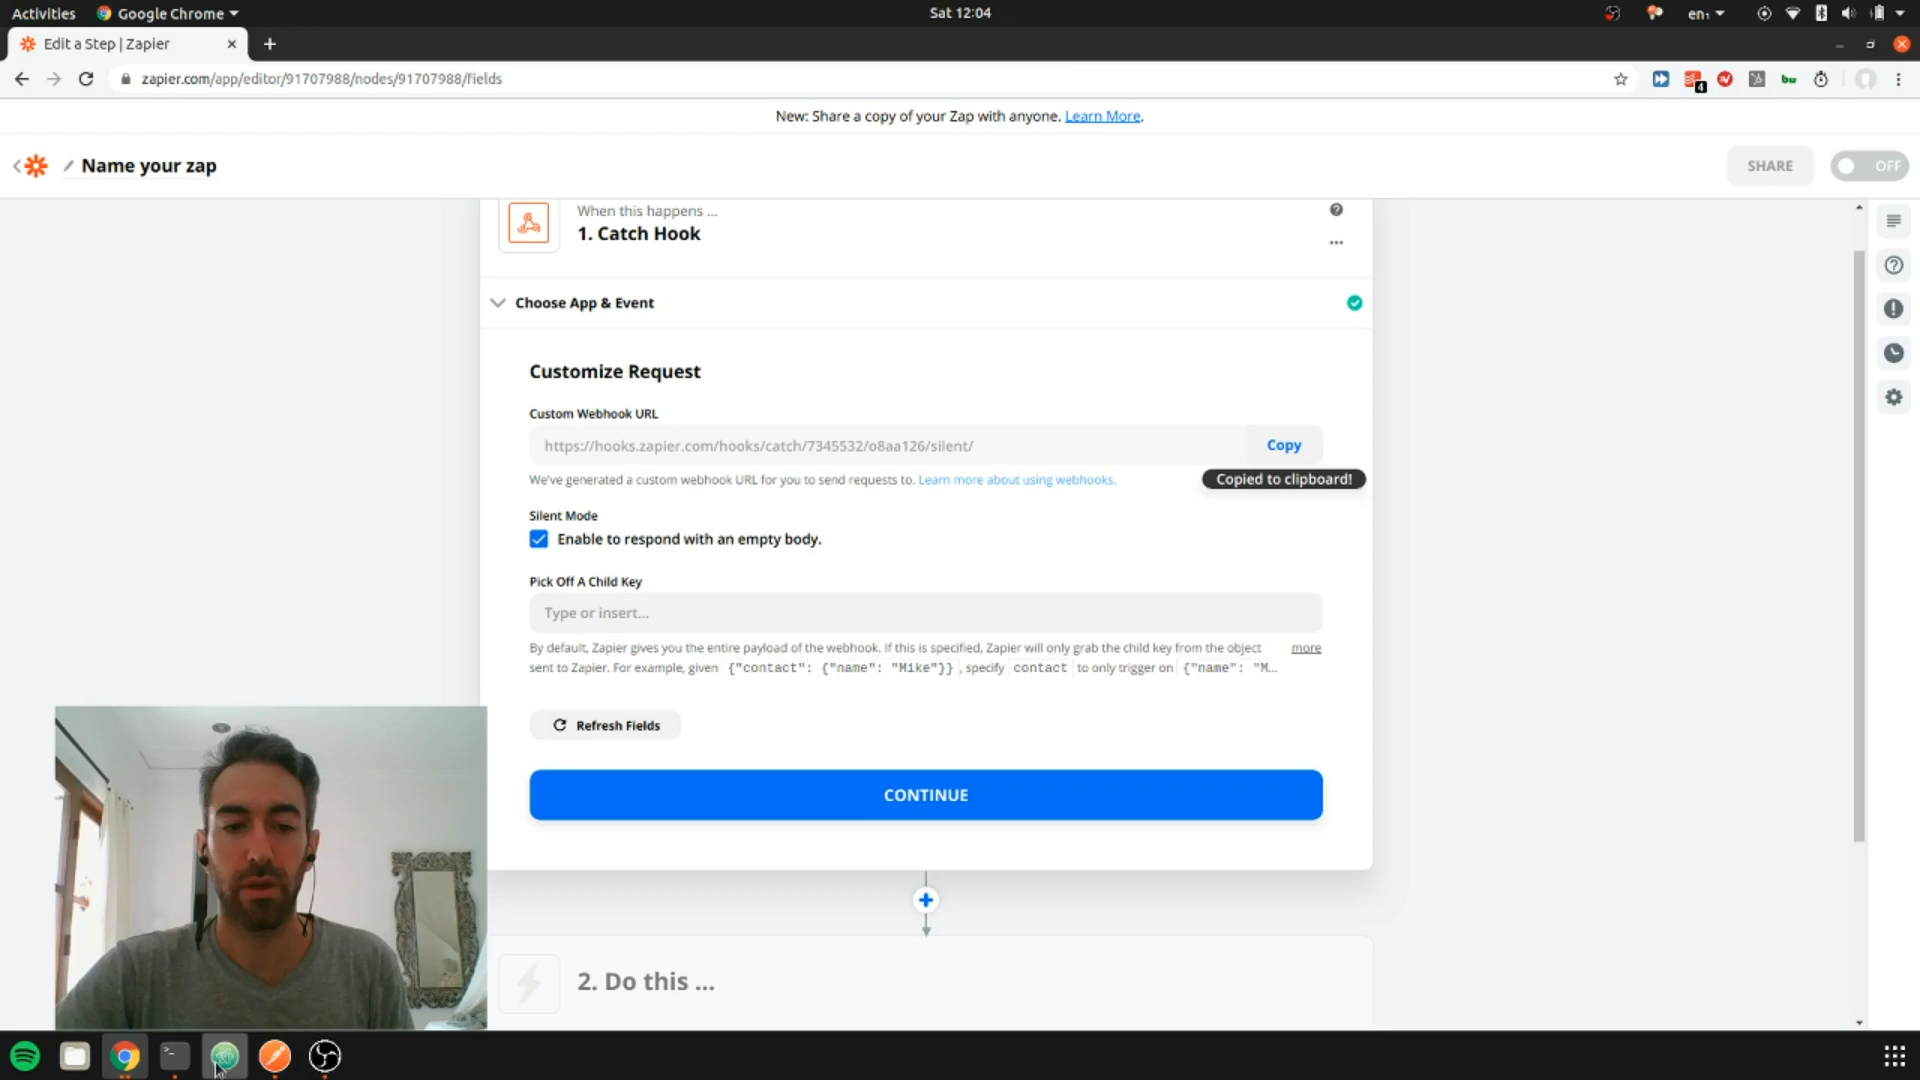 Activities
Google Chrome
Sat 12:04
en₁
Edit a Step | Zapier
zapier.com/app/editor/91707988/nodes/91707988/fields
4
bw
New: Share a copy of your Zap with anyone. Learn More.
Name your zap
SHARE
OFF
When this happens ...
1. Catch Hook
Choose App & Event
Customize Request
Custom Webhook URL
https://hooks.zapier.com/hooks/catch/7345532/o8aa126/silent/
Copy
We've generated a custom webhook URL for you to send requests to. Learn more about using webhooks.
Copied to clipboard!
Silent Mode
Enable to respond with an empty body.
Pick Off A Child Key
Type or insert...
By default, Zapier gives you the entire payload of the webhook. If this is specified, Zapier will only grab the child key from the object
more
sent to Zapier. For example, given {"contact": {"name": "Mike"}} , specify contact to only trigger on {"name": "M...
Refresh Fields
CONTINUE
2. Do this ...